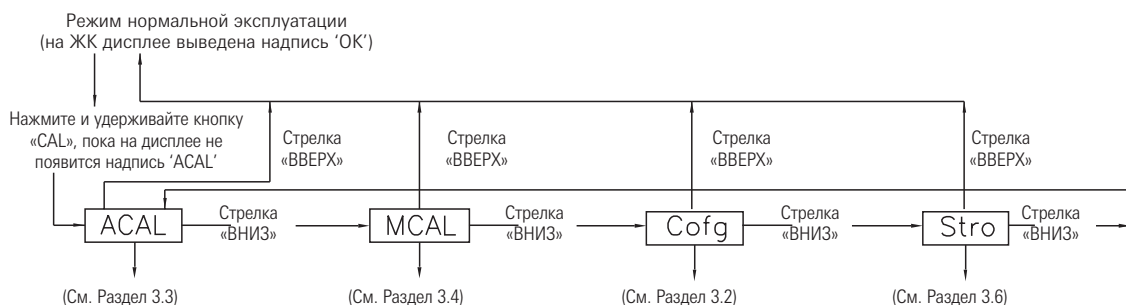 Режим нормальной эксплуатации
(на ЖК дисплее выведена надпись ‘OK’)
Нажмите и удерживайте кнопку
«CAL», пока на дисплее не
появится надпись ‘ACAL’
Стрелка
«ВВЕРХ»
Стрелка
«ВВЕРХ»
Стрелка
«ВВЕРХ»
Стрелка
«ВВЕРХ»
ACAL
Стрелка
«ВНИЗ»
MCAL
Стрелка
«ВНИЗ»
Cofg
Стрелка
«ВНИЗ»
Stro
Стрелка
«ВНИЗ»
(См. Раздел 3.3)
(См. Раздел 3.4)
(См. Раздел 3.2)
(См. Раздел 3.6)